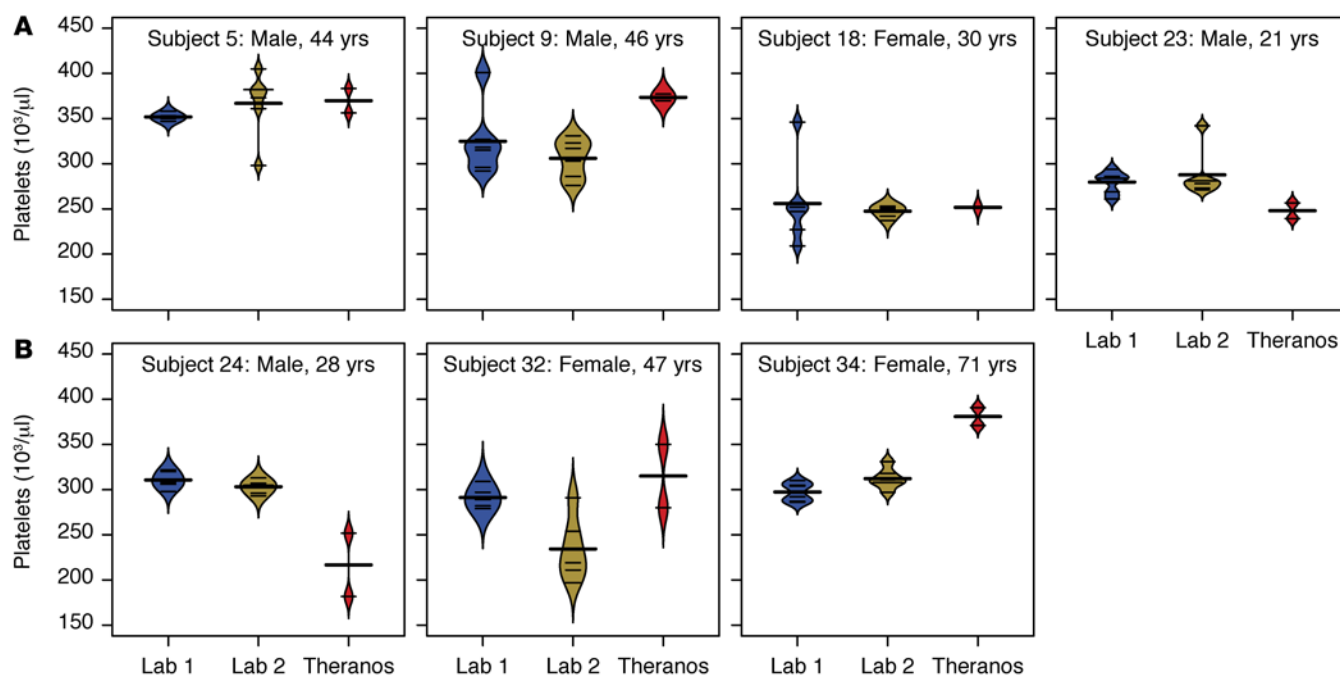 A
Platelets (10³/µl)
450
400
350
300
250
200
150
Subject 5: Male, 44 yrs
Subject 9: Male, 46 yrs
Subject 18: Female, 30 yrs
Subject 23: Male, 21 yrs
Lab 1 Lab 2 Theranos
B
Platelets (10³/µl)
450
400
350
300
250
200
150
Subject 24: Male, 28 yrs
Subject 32: Female, 47 yrs
Subject 34: Female, 71 yrs
Lab 1 Lab 2 Theranos
Lab 1 Lab 2 Theranos
Lab 1 Lab 2 Theranos